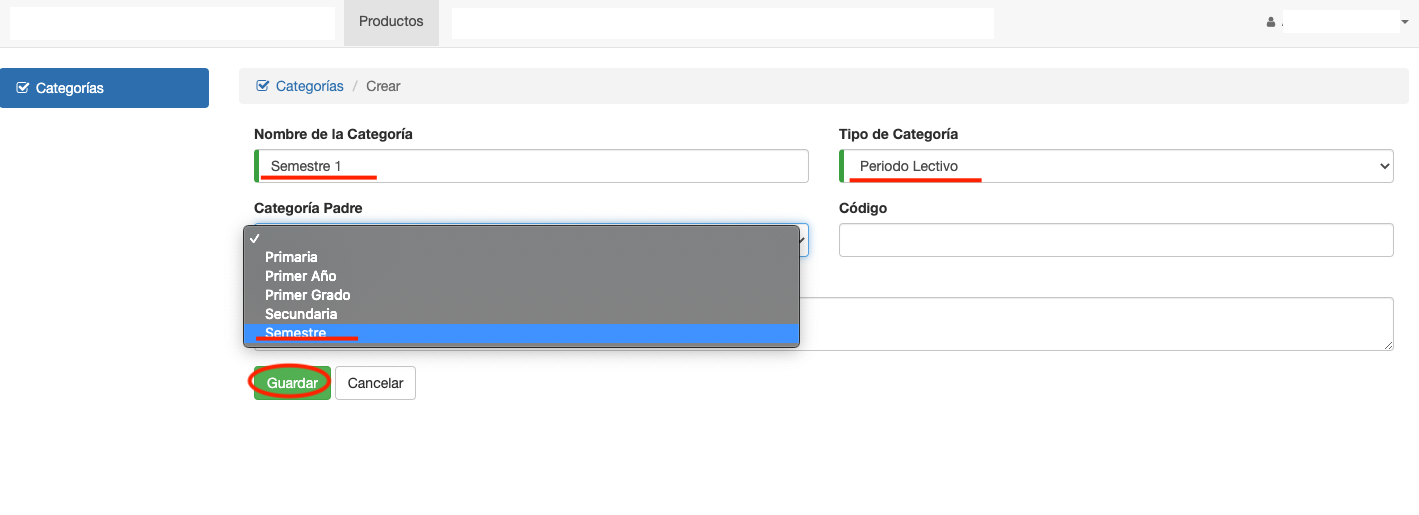 Productos
Categorías
Categorías / Crear
Nombre de la Categoría
Tipo de Categoría
Semestre 1
Periodo Lectivo
Categoría Padre
Código
Primaria
Primer Año
Primer Grado
Secundaria
Semestre
Guardar
Cancelar